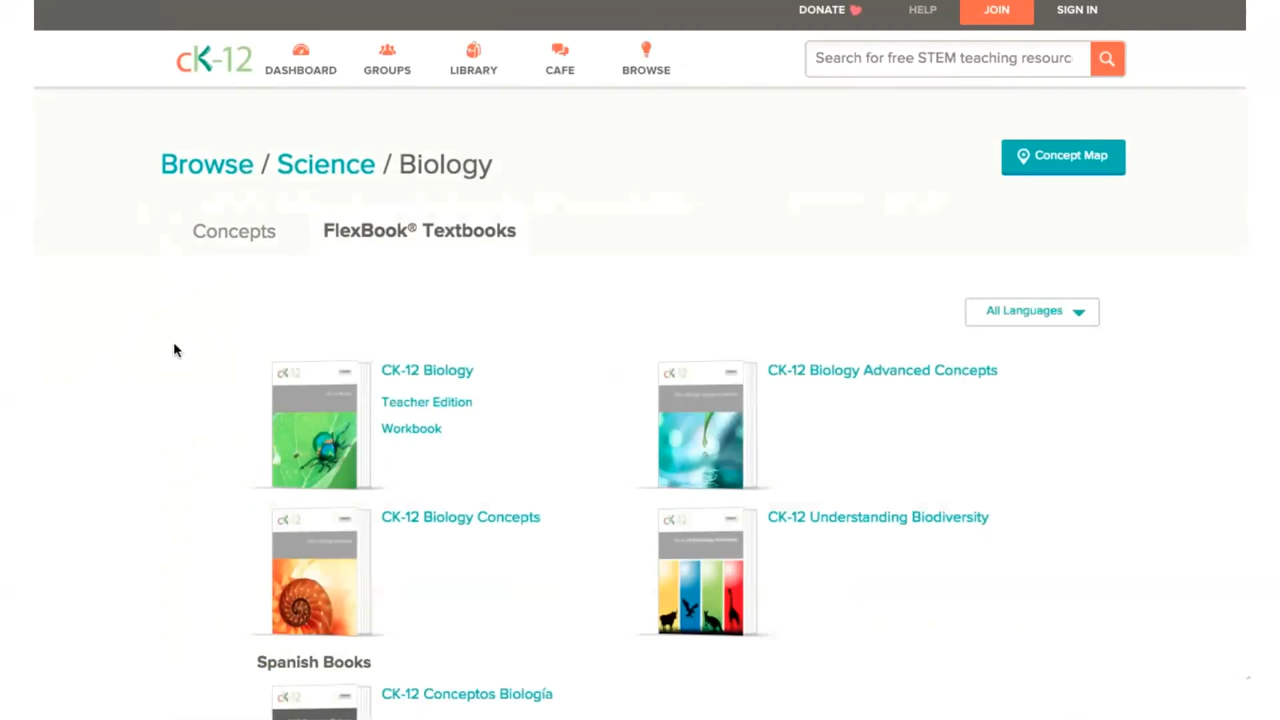 DONATE HELP JOIN SIGN IN
cK-12 DASHBOARD GROUPS LIBRARY CAFE BROWSE Search for free STEM teaching resourc
Browse / Science / Biology
Concept Map
Concepts FlexBook® Textbooks
All Languages
CK-12 Biology
Teacher Edition
Workbook
CK-12 Biology Advanced Concepts
CK-12 Biology Concepts
CK-12 Understanding Biodiversity
Spanish Books
CK-12 Conceptos Biología